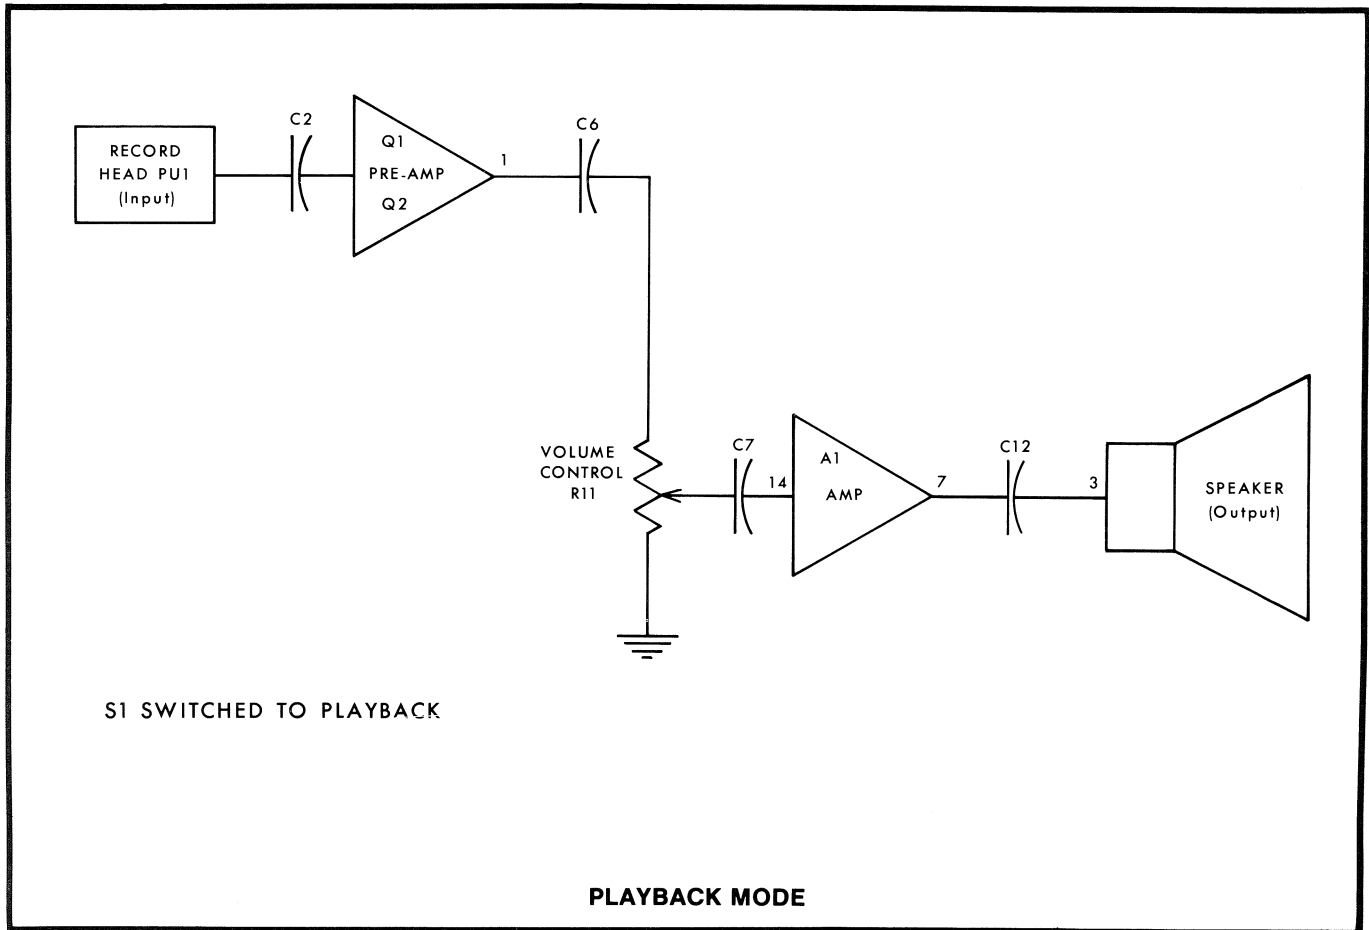 RECORD
HEAD PU1
(Input)
C2
Q1
PRE-AMP
Q2
1
C6
VOLUME
CONTROL
R11
C7
14
A1
AMP
7
C12
3
SPEAKER
(Output)
S1 SWITCHED TO PLAYBACK
PLAYBACK MODE